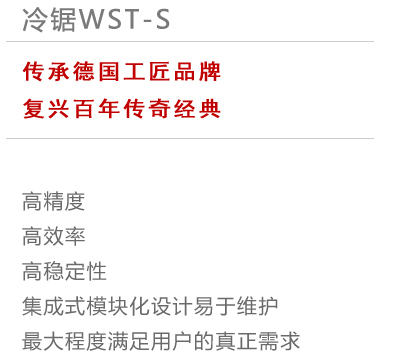 冷锯WST-S
传承德国工匠品牌
复兴百年传奇经典
高精度
高效率
高稳定性
集成式模块化设计易于维护
最大程度满足用户的真正需求